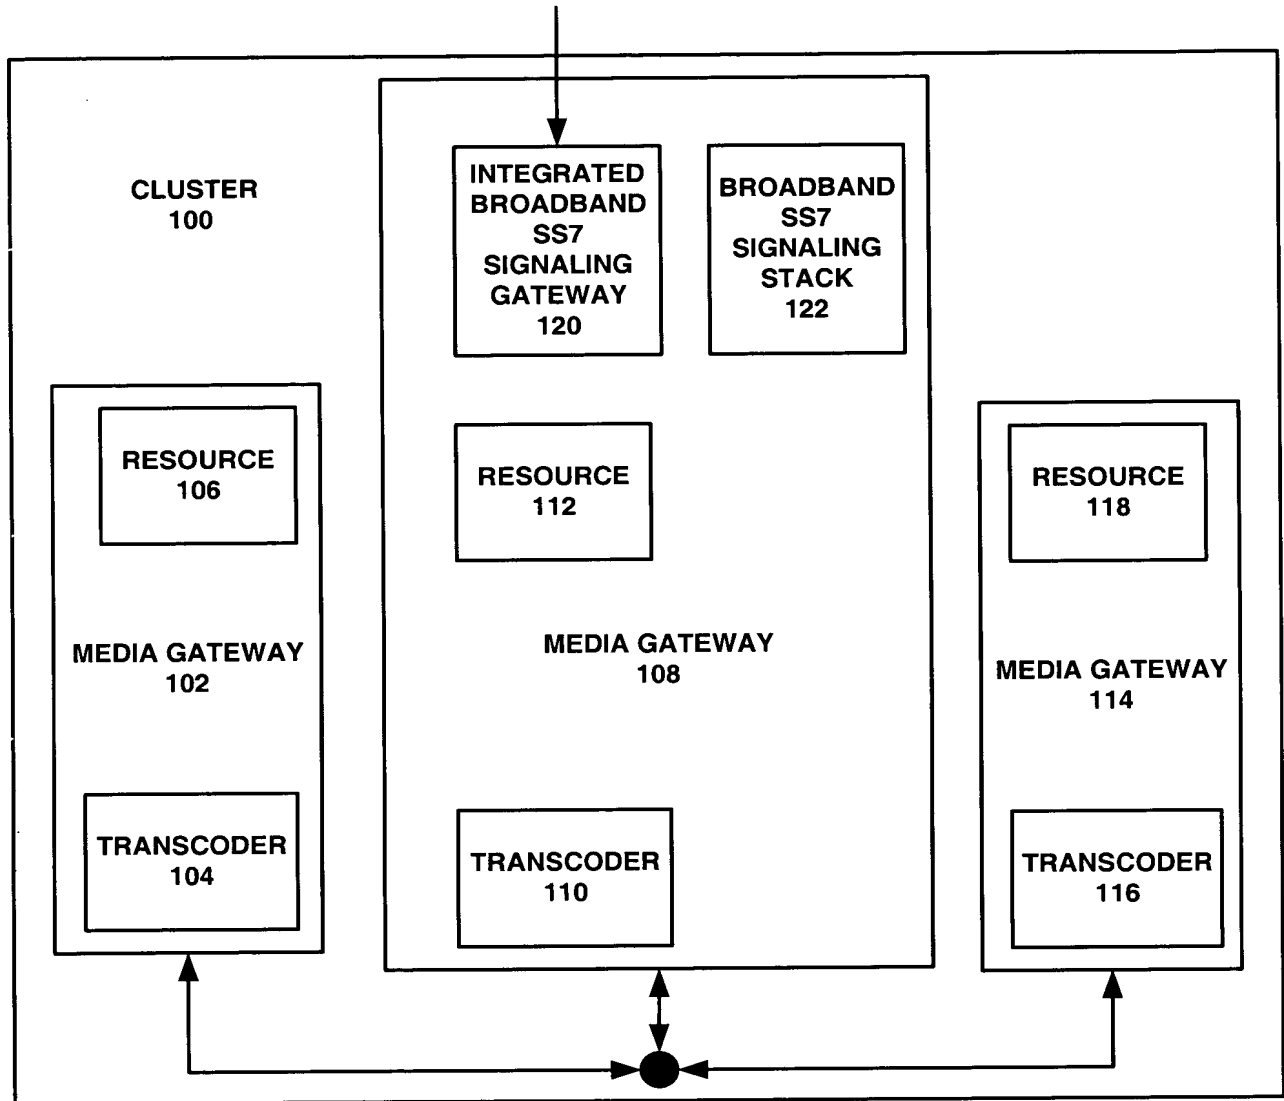 CLUSTER
100
INTEGRATED
BROADBAND
SS7
SIGNALING
GATEWAY
120
BROADBAND
SS7
SIGNALING
STACK
122
RESOURCE
106
MEDIA GATEWAY
102
TRANSCODER
104
RESOURCE
112
MEDIA GATEWAY
108
TRANSCODER
110
RESOURCE
118
MEDIA GATEWAY
114
TRANSCODER
116